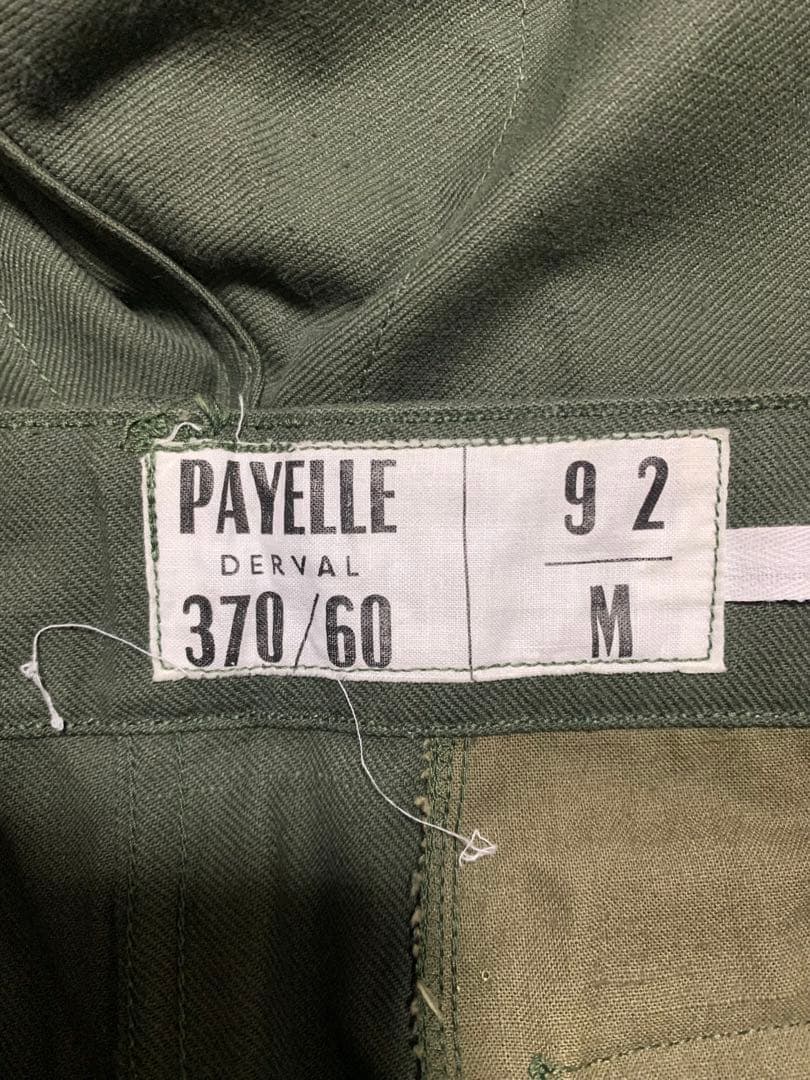 PAYELLE
DERVAL
370/60
92
M